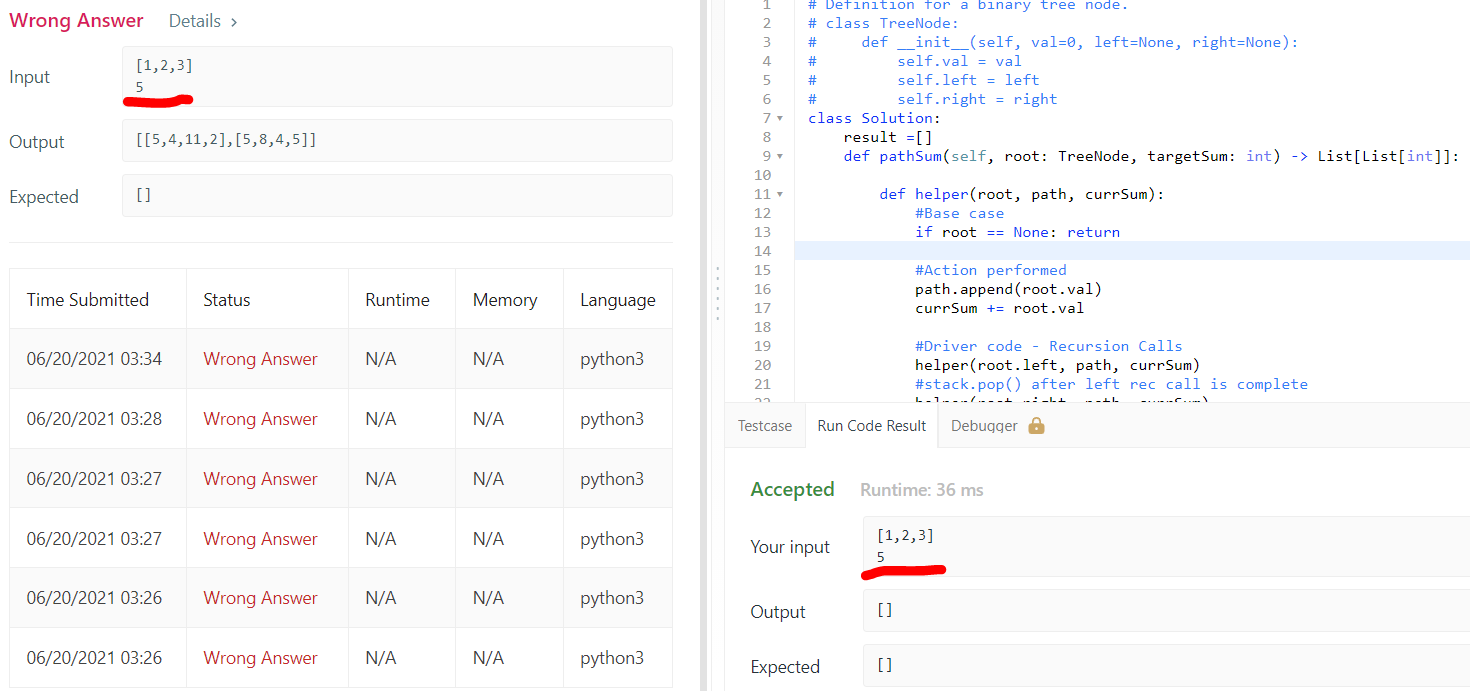 Wrong Answer Details >
Input
[1,2,3]
5
Output
[[5,4,11,2],[5,8,4,5]]
Expected
[]
Time Submitted Status Runtime Memory Language
06/20/2021 03:34 Wrong Answer N/A N/A python3
06/20/2021 03:28 Wrong Answer N/A N/A python3
06/20/2021 03:27 Wrong Answer N/A N/A python3
06/20/2021 03:27 Wrong Answer N/A N/A python3
06/20/2021 03:26 Wrong Answer N/A N/A python3
06/20/2021 03:26 Wrong Answer N/A N/A python3
1 # Definition for a binary tree node.
2 # class TreeNode:
3 #     def __init__(self, val=0, left=None, right=None):
4 #         self.val = val
5 #         self.left = left
6 #         self.right = right
7 class Solution:
8     result =[]
9     def pathSum(self, root: TreeNode, targetSum: int) -> List[List[int]]:
10
11         def helper(root, path, currSum):
12             #Base case
13             if root == None: return
14
15             #Action performed
16             path.append(root.val)
17             currSum += root.val
18
19             #Driver code - Recursion Calls
20             helper(root.left, path, currSum)
21             #stack.pop() after left rec call is complete
22             helper(root.right, path, currSum)
Testcase Run Code Result Debugger
Accepted Runtime: 36 ms
Your input
[1,2,3]
5
Output
[]
Expected
[]